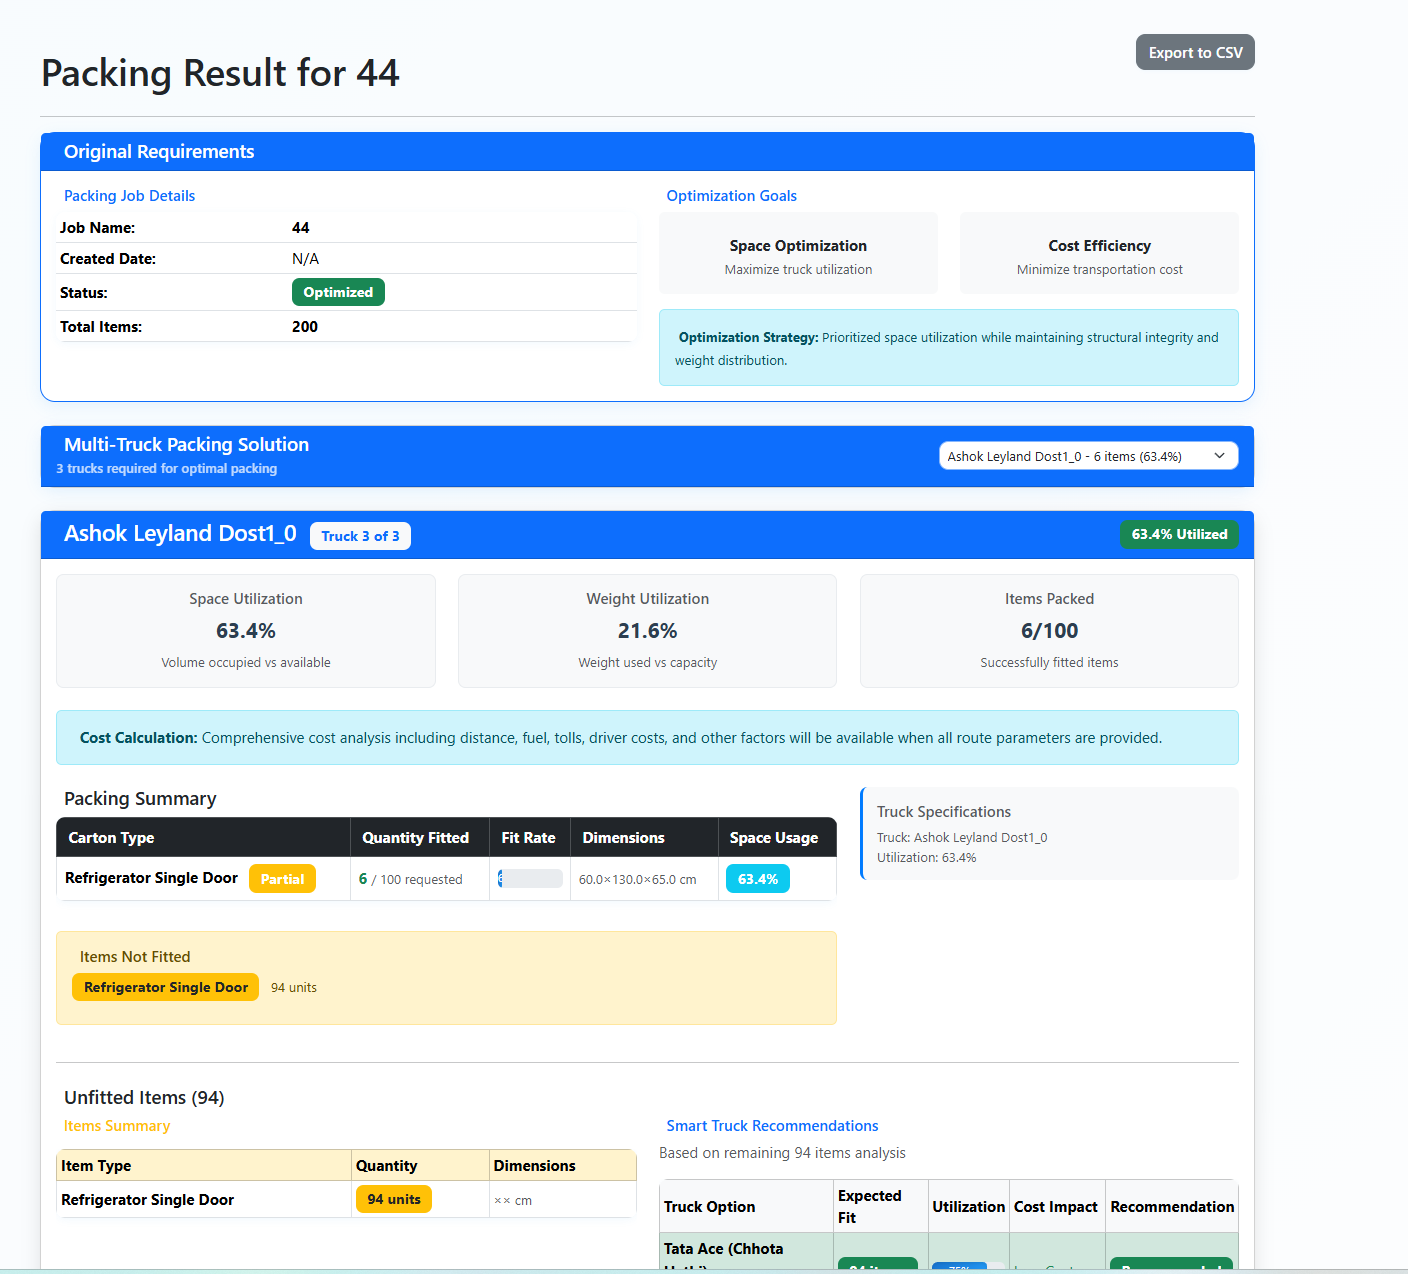 Packing Result for 44
Export to CSV
Original Requirements
Packing Job Details
Job Name: 44
Created Date: N/A
Status: Optimized
Total Items: 200
Optimization Goals
Space Optimization
Maximize truck utilization
Cost Efficiency
Minimize transportation cost
Optimization Strategy: Prioritized space utilization while maintaining structural integrity and
weight distribution.
Multi-Truck Packing Solution
3 trucks required for optimal packing
Ashok Leyland Dost1_0 - 6 items (63.4%)
Ashok Leyland Dost1_0 Truck 3 of 3
63.4% Utilized
Space Utilization
63.4%
Volume occupied vs available
Weight Utilization
21.6%
Weight used vs capacity
Items Packed
6/100
Successfully fitted items
Cost Calculation: Comprehensive cost analysis including distance, fuel, tolls, driver costs, and other factors will be available when all route parameters are provided.
Packing Summary
Carton Type Quantity Fitted Fit Rate Dimensions Space Usage
Refrigerator Single Door Partial 6 / 100 requested 60.0×130.0×65.0 cm 63.4%
Truck Specifications
Truck: Ashok Leyland Dost1_0
Utilization: 63.4%
Items Not Fitted
Refrigerator Single Door 94 units
Unfitted Items (94)
Items Summary
Item Type Quantity Dimensions
Refrigerator Single Door 94 units ×× cm
Smart Truck Recommendations
Based on remaining 94 items analysis
Truck Option Expected Fit Utilization Cost Impact Recommendation
Tata Ace (Chhota